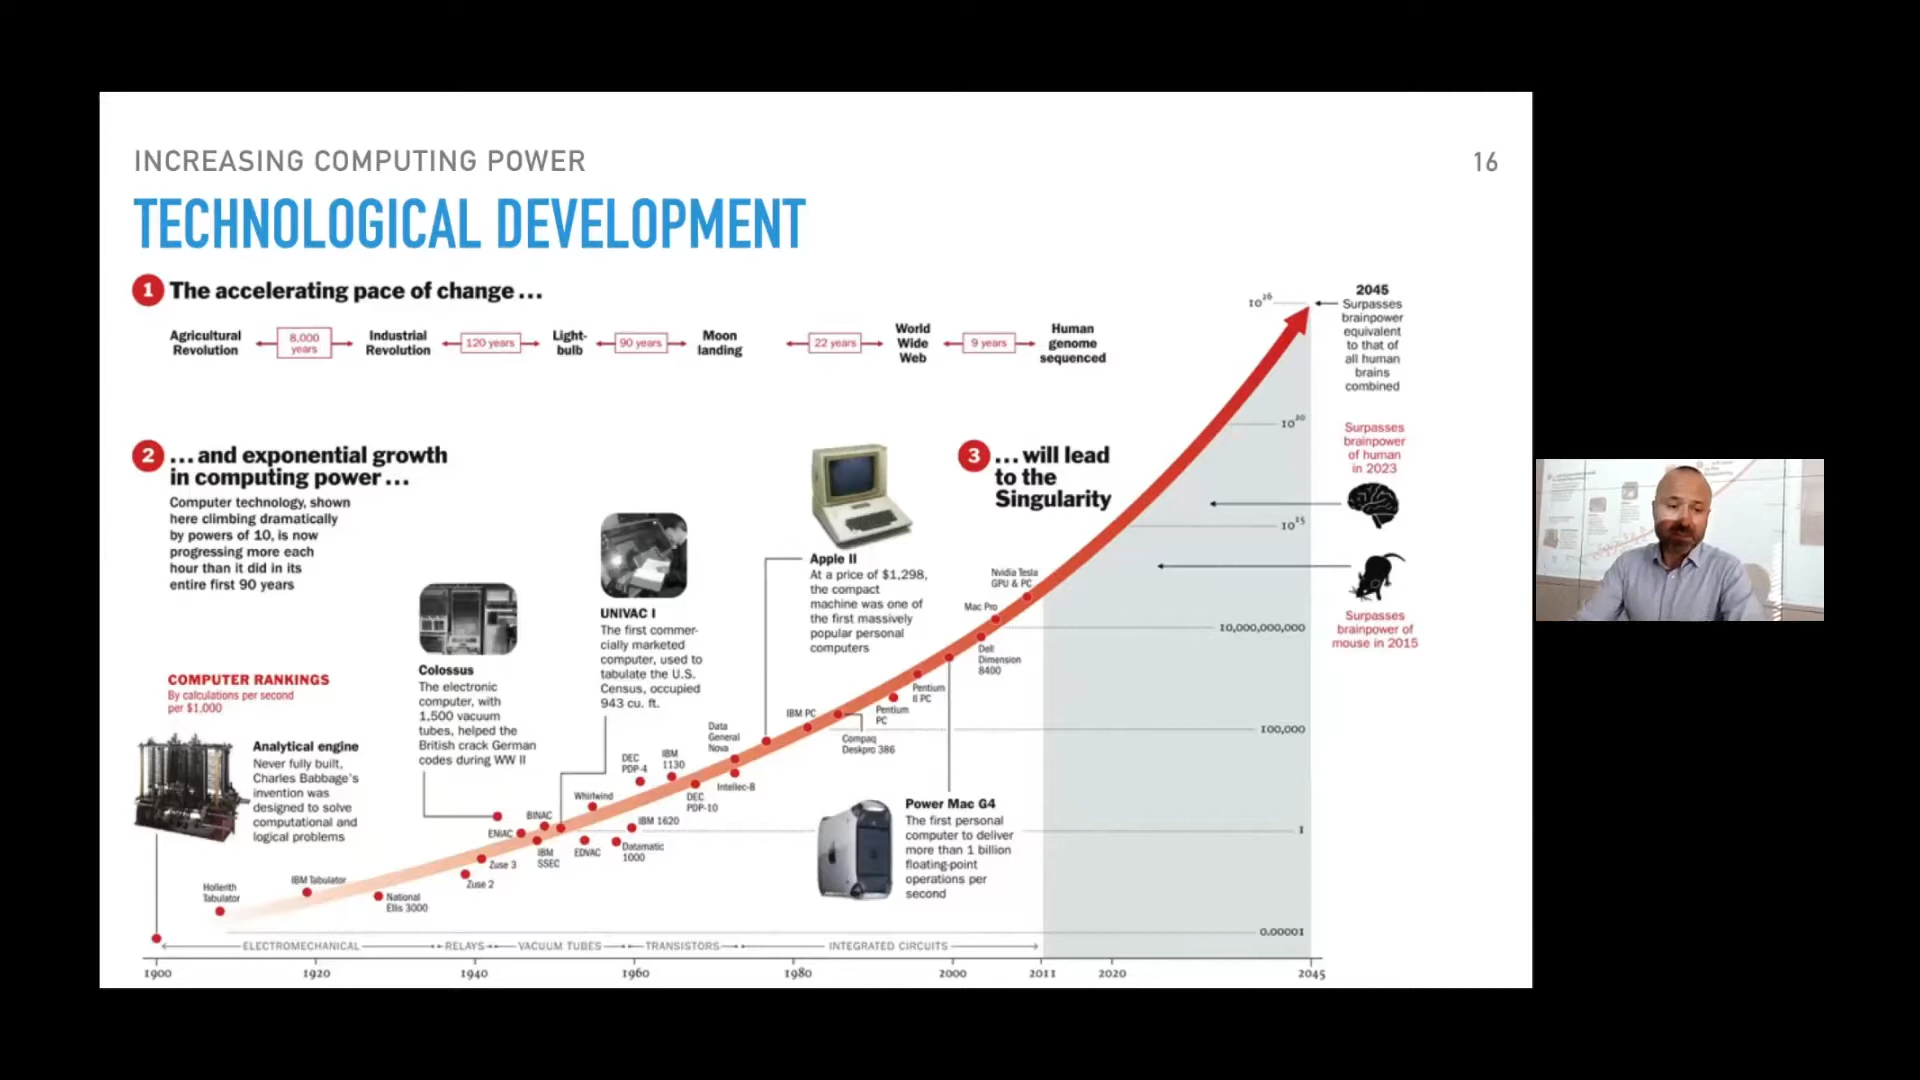 INCREASING COMPUTING POWER
16
TECHNOLOGICAL DEVELOPMENT
1 The accelerating pace of change...
Agricultural
Revolution
8,000
years
Industrial
Revolution
120 years
Light-
bulb
90 years
Moon
landing
22 years
World
Wide
Web
9 years
Human
genome
sequenced
2 ...and exponential growth
in computing power...
Computer technology, shown
here climbing dramatically
by powers of 10, is now
progressing more each
hour than it did in its
entire first 90 years
3 ...will lead
to the
Singularity
2045
Surpasses
brainpower
equivalent
to that of
all human
brains
combined
Surpasses
brainpower
of human
in 2023
Surpasses
brainpower of
mouse in 2015
10^26
10^20
10^15
10,000,000,000
100,000
1
0.00001
COMPUTER RANKINGS
By calculations per second
per $1,000
Analytical engine
Never fully built,
Charles Babbage's
invention was
designed to solve
computational and
logical problems
Colossus
The electronic
computer, with
1,500 vacuum
tubes, helped the
British crack German
codes during WW II
UNIVAC I
The first commer-
cially marketed
computer, used to
tabulate the U.S.
Census, occupied
943 cu. ft.
Apple II
At a price of $1,298,
the compact
machine was one of
the first massively
popular personal
computers
Power Mac G4
The first personal
computer to deliver
more than 1 billion
floating-point
operations per
second
Hollerith
Tabulator
IBM Tabulator
National
Ellis 3000
Zuse 2
Zuse 3
ENIAC
BINAC
IBM
SSEC
Whirlwind
EDVAC
Datamatic
1000
IBM 1620
DEC
PDP-4
IBM
1130
DEC
PDP-10
Data
General
Nova
Intellec-8
IBM PC
Compaq
Deskpro 386
Pentium
PC
Pentium
II PC
Dell
Dimension
8400
Mac Pro
Nvidia Tesla
GPU & PC
ELECTROMECHANICAL
RELAYS
VACUUM TUBES
TRANSISTORS
INTEGRATED CIRCUITS
1900
1920
1940
1960
1980
2000
2011
2020
2045